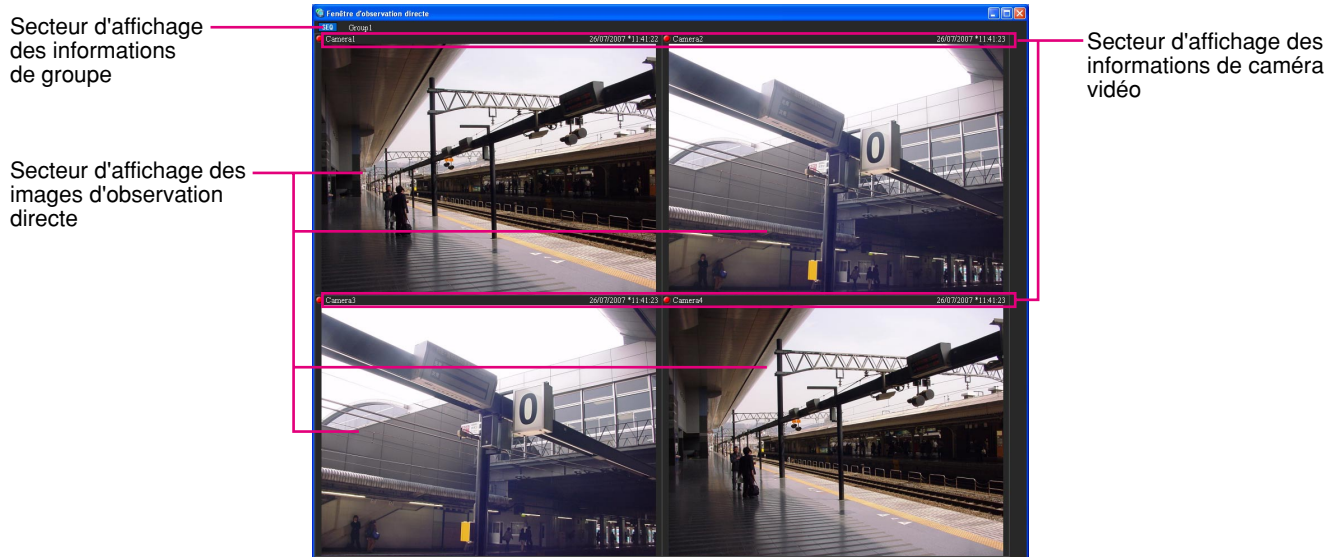 Secteur d'affichage
des informations
de groupe
Secteur d'affichage des
images d'observation
directe
Fenêtre d'observation directe
SEQ Group1
Camera1 26/07/2007 *11:41:22
Camera2 26/07/2007 *11:41:23
0
Camera3 26/07/2007 *11:41:23
Camera4 26/07/2007 *11:41:23
0
Secteur d'affichage des
informations de caméra
vidéo